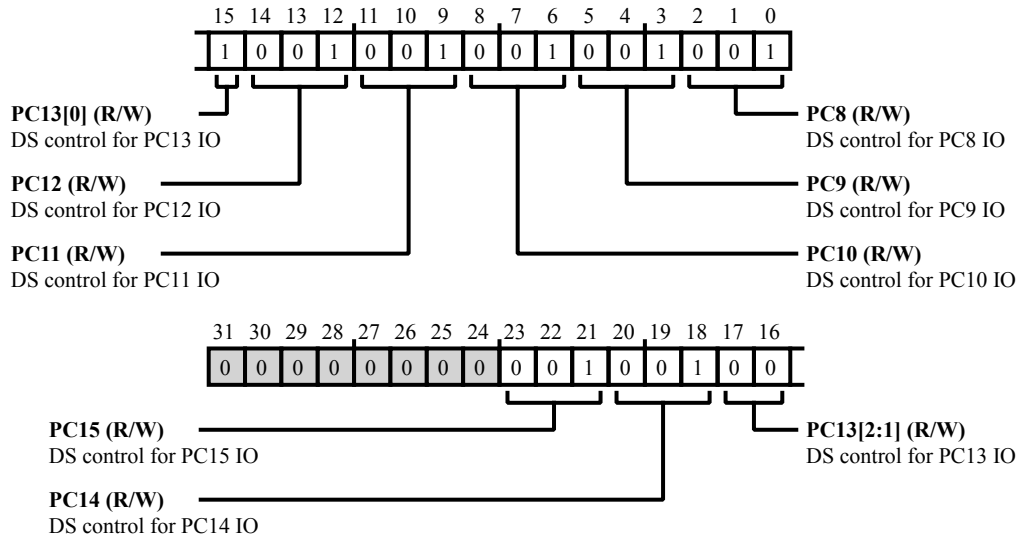 15 14 13 12 11 10 9 8 7 6 5 4 3 2 1 0
1 0 0 1 0 0 1 0 0 1 0 0 1 0 0 1
PC13[0] (R/W)
DS control for PC13 IO
PC8 (R/W)
DS control for PC8 IO
PC12 (R/W)
DS control for PC12 IO
PC9 (R/W)
DS control for PC9 IO
PC11 (R/W)
DS control for PC11 IO
PC10 (R/W)
DS control for PC10 IO
31 30 29 28 27 26 25 24 23 22 21 20 19 18 17 16
0 0 0 0 0 0 0 0 0 0 1 0 0 1 0 0
PC15 (R/W)
DS control for PC15 IO
PC13[2:1] (R/W)
DS control for PC13 IO
PC14 (R/W)
DS control for PC14 IO